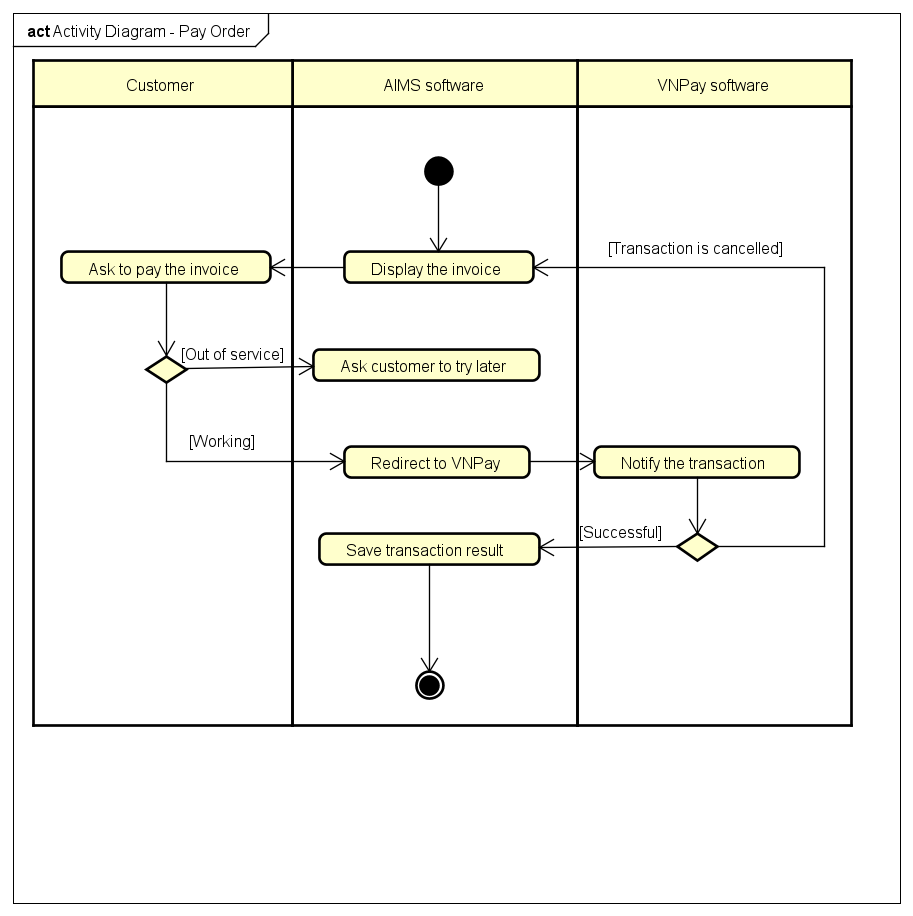 act Activity Diagram - Pay Order
Customer
AIMS software
VNPay software
[Transaction is cancelled]
Ask to pay the invoice
Display the invoice
[Out of service]
Ask customer to try later
[Working]
Redirect to VNPay
Notify the transaction
[Successful]
Save transaction result